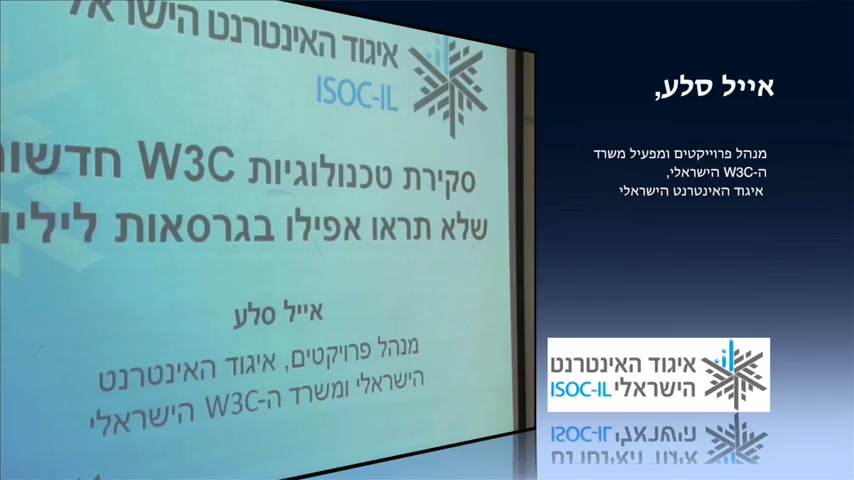 איגוד האינטרנט הישראלי
ISOC-IL
סקירת טכנולוגיות W3C
שלא תראו אפילו בגרסאות
אייל סלע
מנהל פרויקטים, איגוד האינטרנט
הישראלי ומשרד ה-W3C הישראלי
אייל סלע,
מנהל פרוייקטים ומפעיל משרד
ה-W3C הישראלי,
איגוד האינטרנט הישראלי
איגוד האינטרנט
הישראלי ISOC-IL